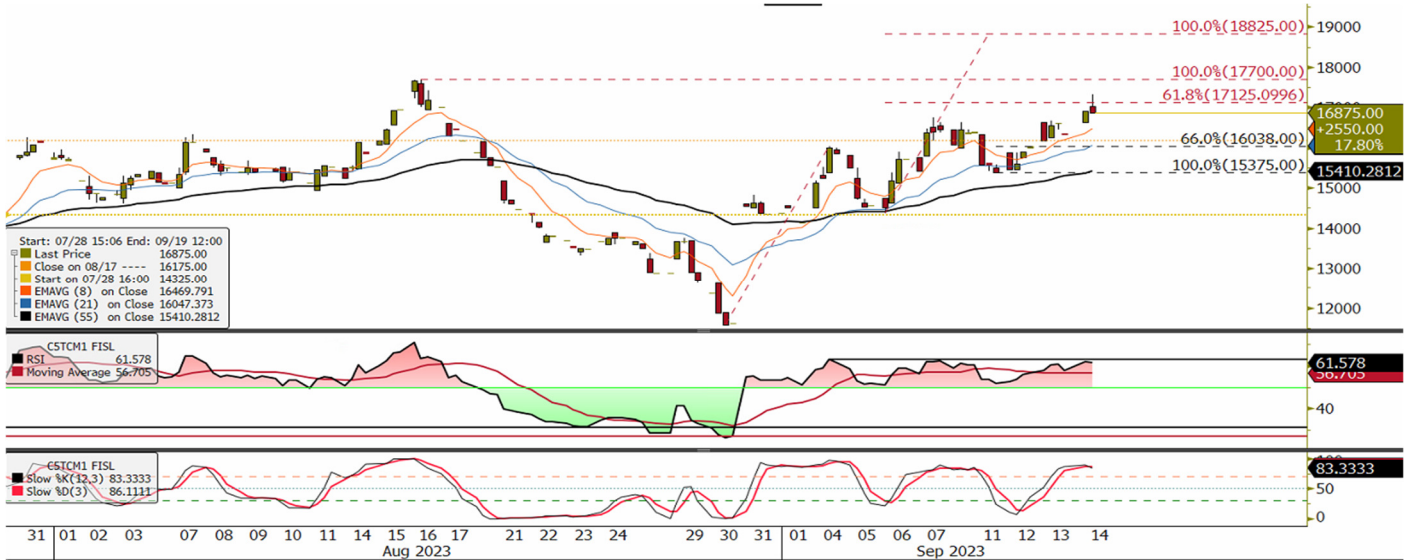 100.0%(18825.00)
100.0%(17700.00)
61.8%(17125.0996)
66.0%(16038.00)
100.0%(15375.00)
19000
18000
16875.00
+2550.00
17.80%
15410.2812
15000
14000
13000
12000
Start: 07/28 15:06 End: 09/19 12:00
Last Price 16875.00
Close on 08/17 ---- 16175.00
Start on 07/28 16:00 14325.00
EMAVG (8) on Close 16469.791
EMAVG (21) on Close 16047.373
EMAVG (55) on Close 15410.2812
C5TCM1 FISL
RSI 61.578
Moving Average 56.705
61.578
56.705
40
C5TCM1 FISL
Slow %K(12,3) 83.3333
Slow %D(3) 86.1111
83.3333
50
0
31 01 02 03 07 08 09 10 11 14 15 16 17 21 22 23 24 29 30 31 01 04 05 06 07 11 12 13 14
Aug 2023 Sep 2023